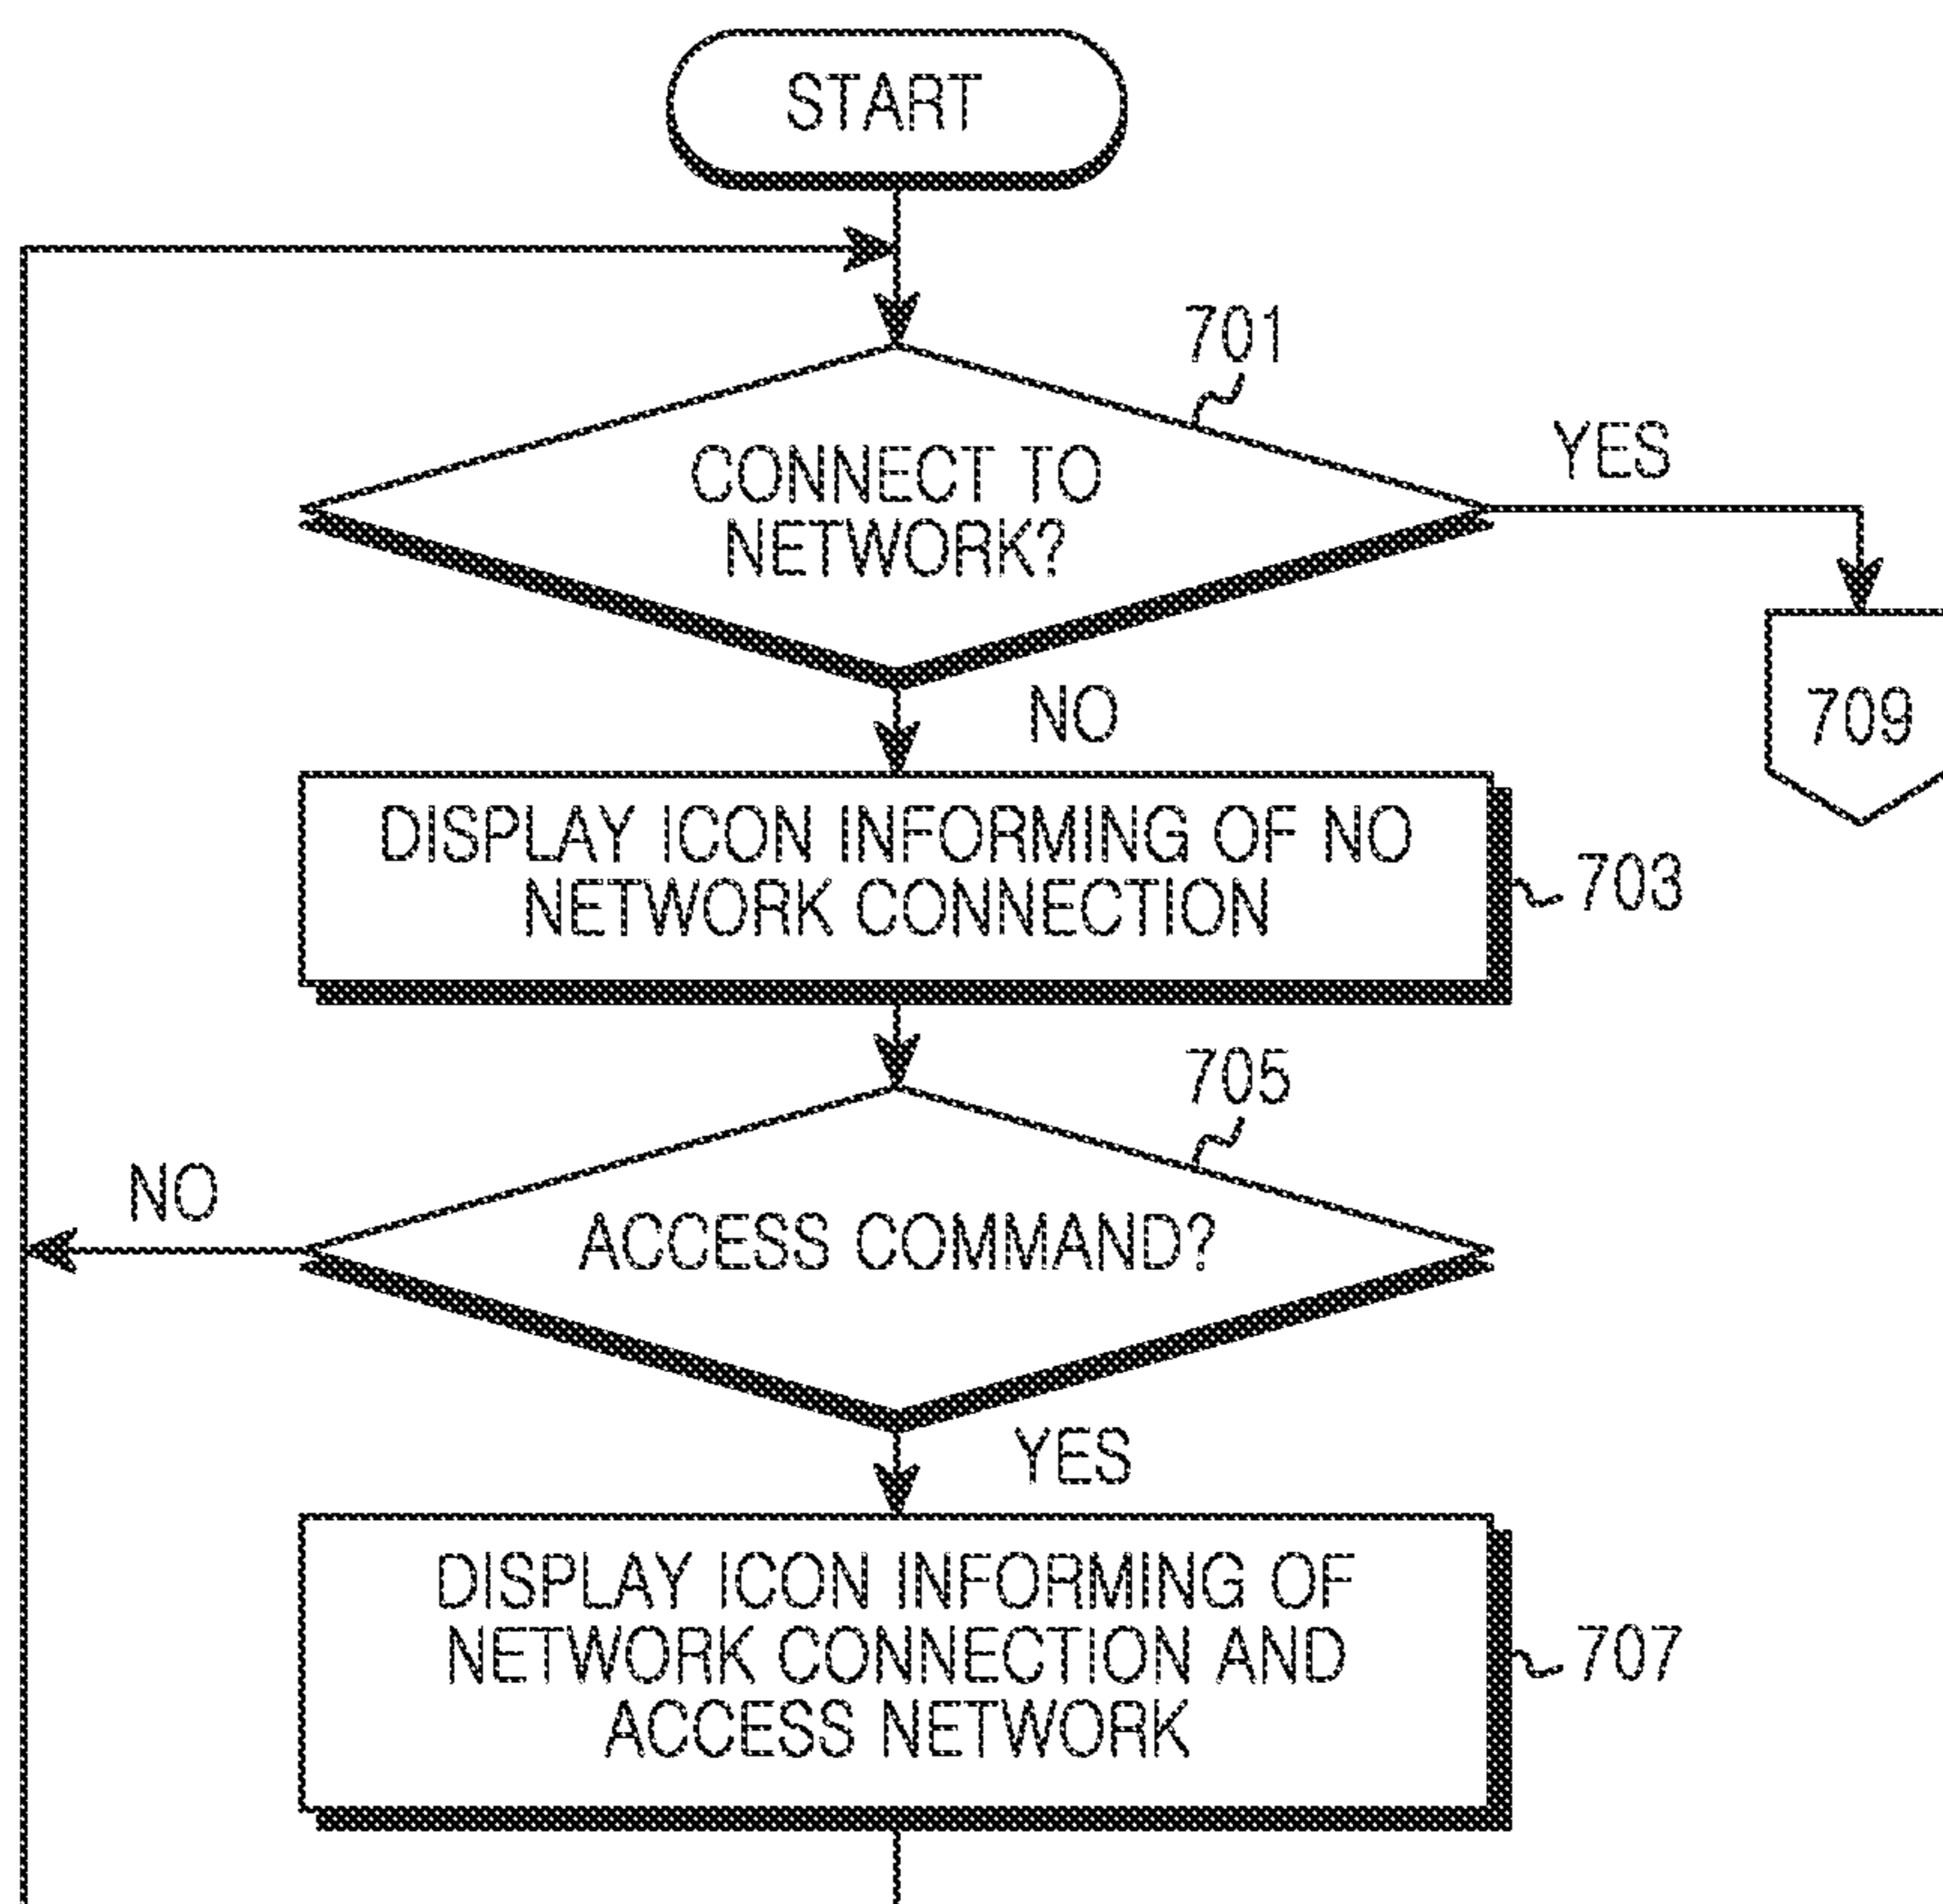 START
701
CONNECT TO
NETWORK?
YES
NO
709
DISPLAY ICON INFORMING OF NO
NETWORK CONNECTION
703
705
NO
ACCESS COMMAND?
YES
DISPLAY ICON INFORMING OF
NETWORK CONNECTION AND
ACCESS NETWORK
707